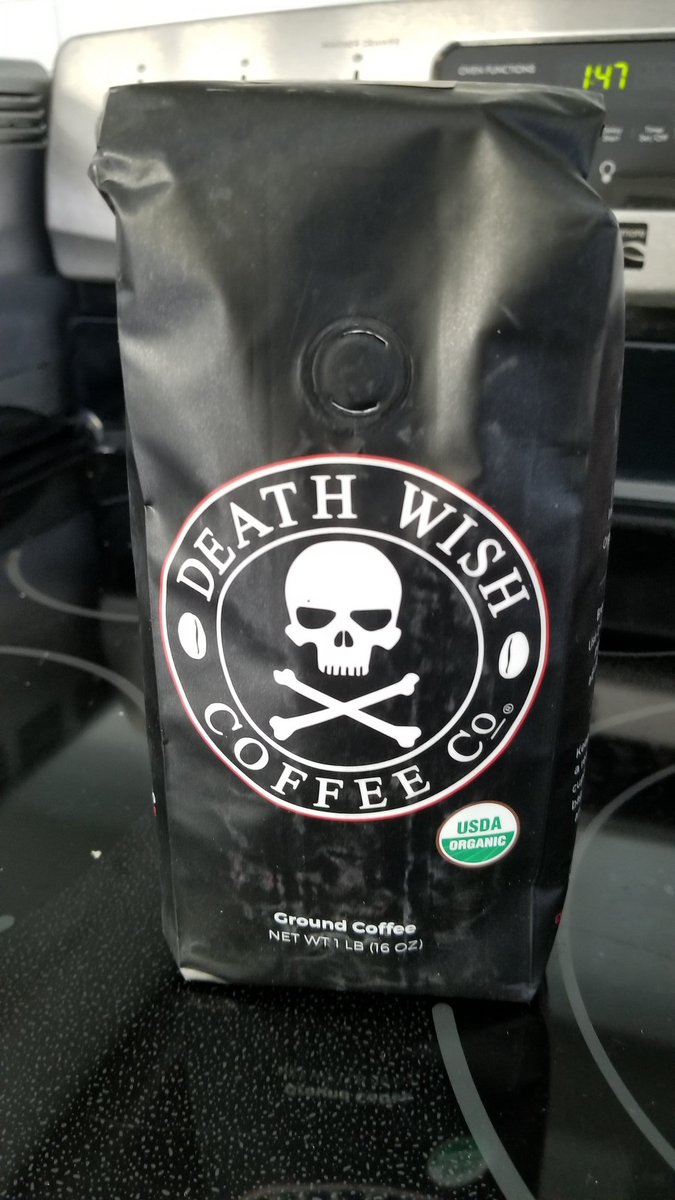 OVEN FUNCTIONS
1:47
DEATH WISH
COFFEE Co.®
USDA
ORGANIC
Ground Coffee
NET WT 1 LB (16 OZ)